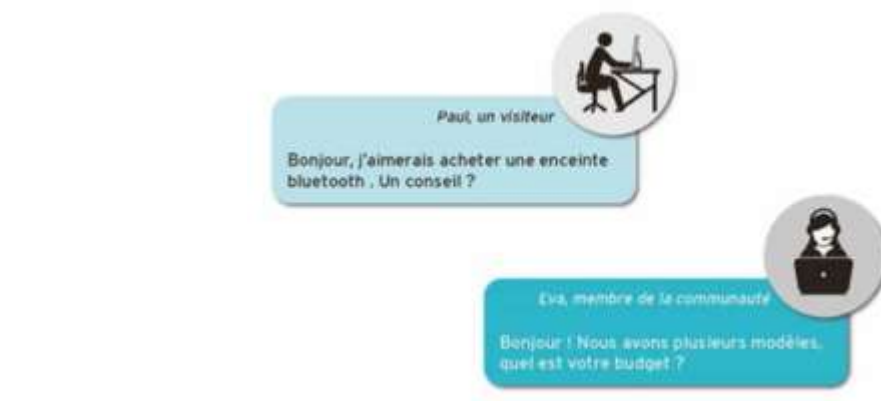 Paul, un visiteur
Bonjour, j'aimerais acheter une enceinte
bluetooth . Un conseil ?
Eva, membre de la communauté
Bonjour ! Nous avons plusieurs modèles,
quel est votre budget ?